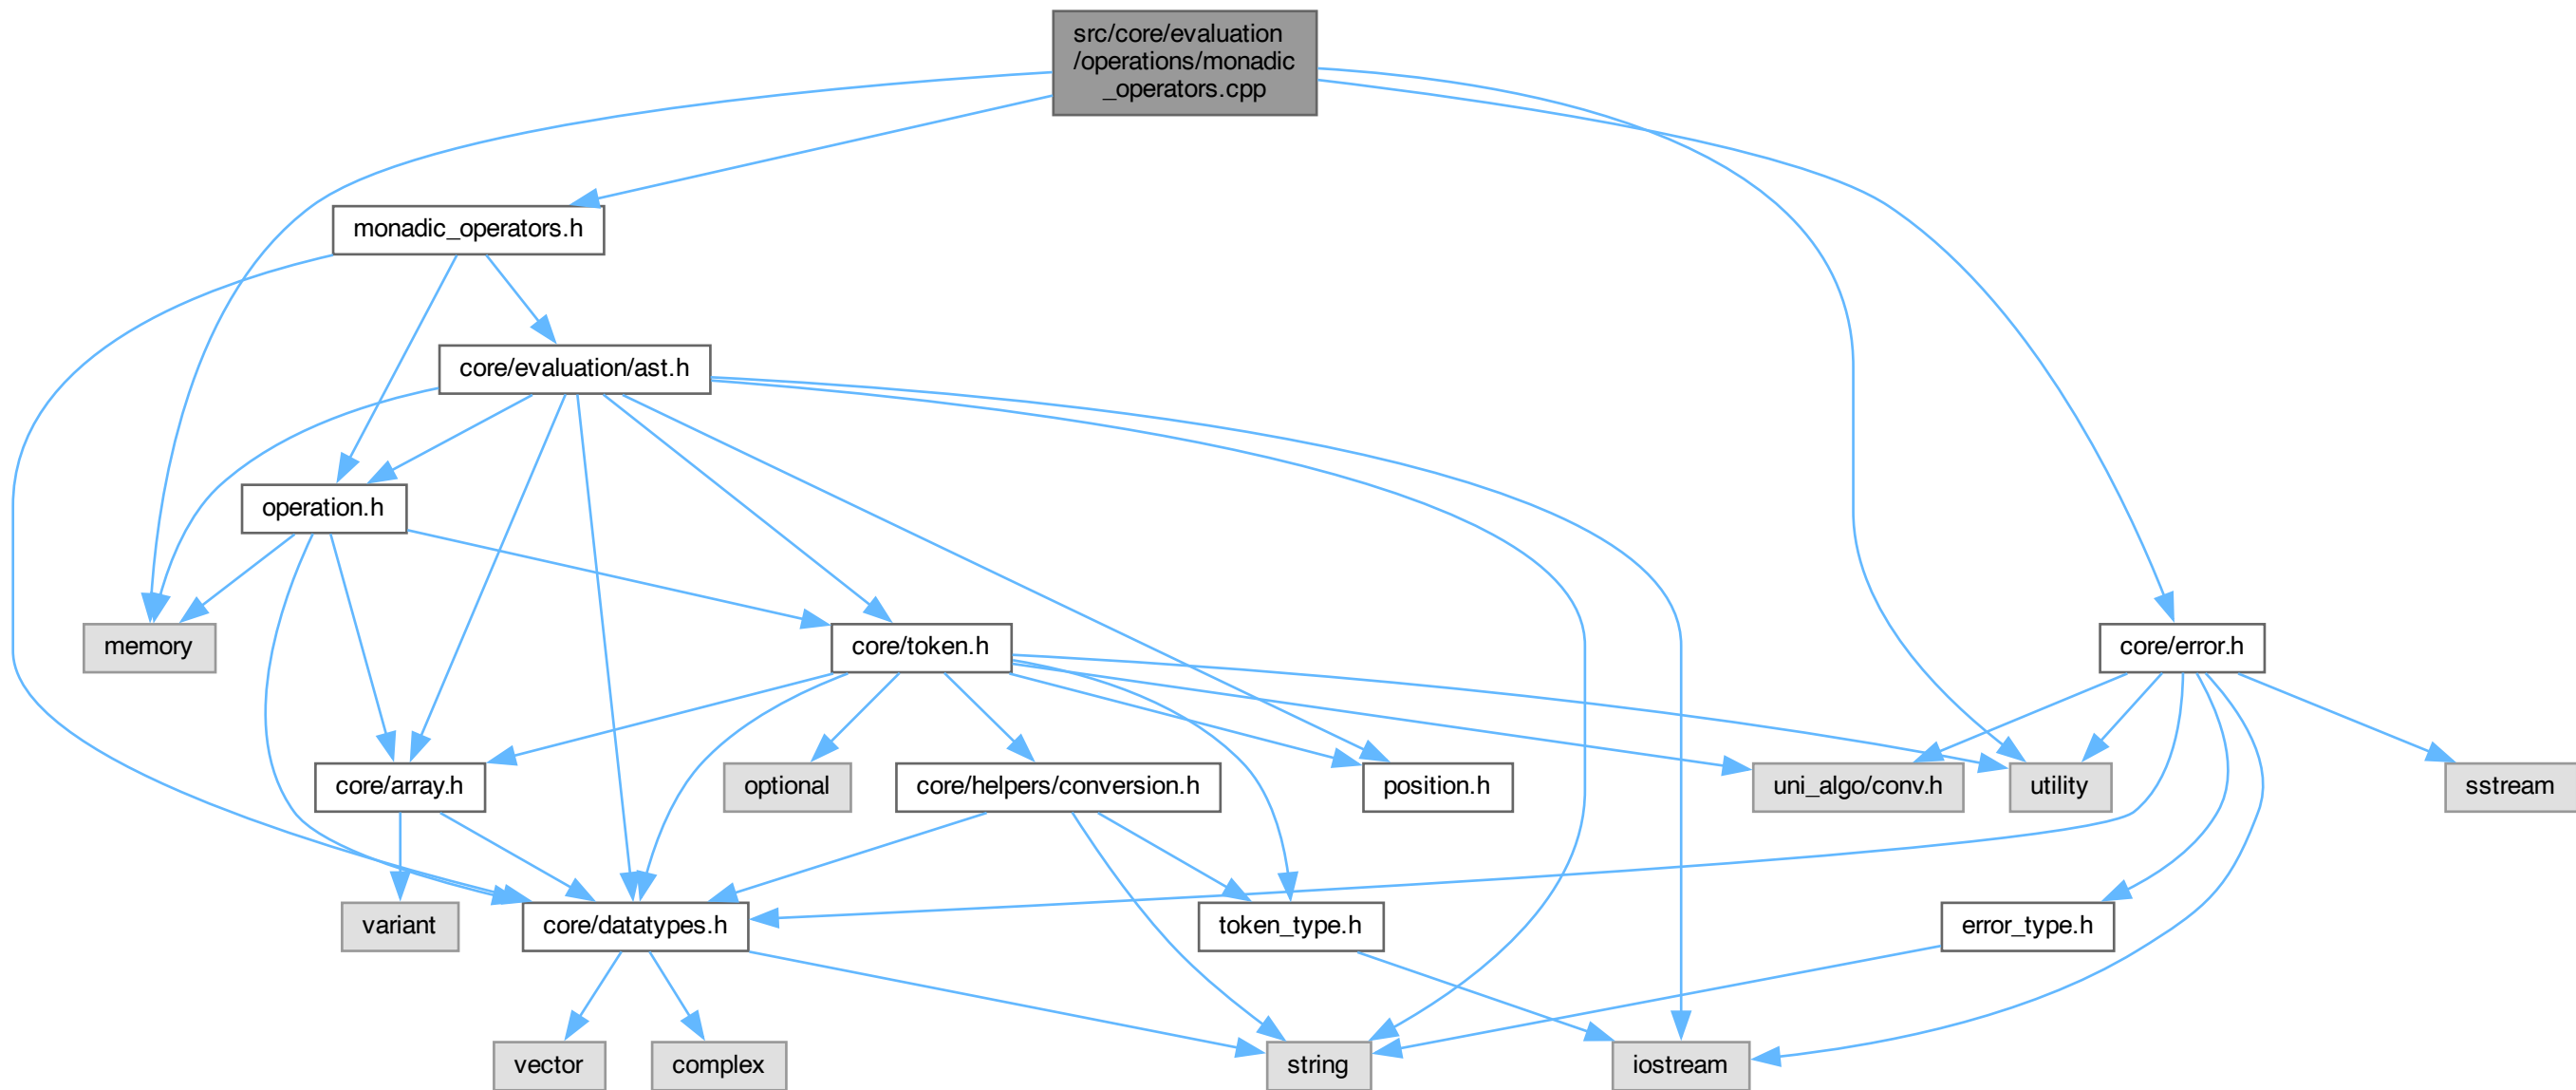 src/core/evaluation
/operations/monadic
_operators.cpp
monadic_operators.h
core/evaluation/ast.h
operation.h
memory
core/token.h
core/error.h
core/array.h
optional
core/helpers/conversion.h
position.h
uni_algo/conv.h
utility
sstream
variant
core/datatypes.h
token_type.h
error_type.h
vector
complex
string
iostream